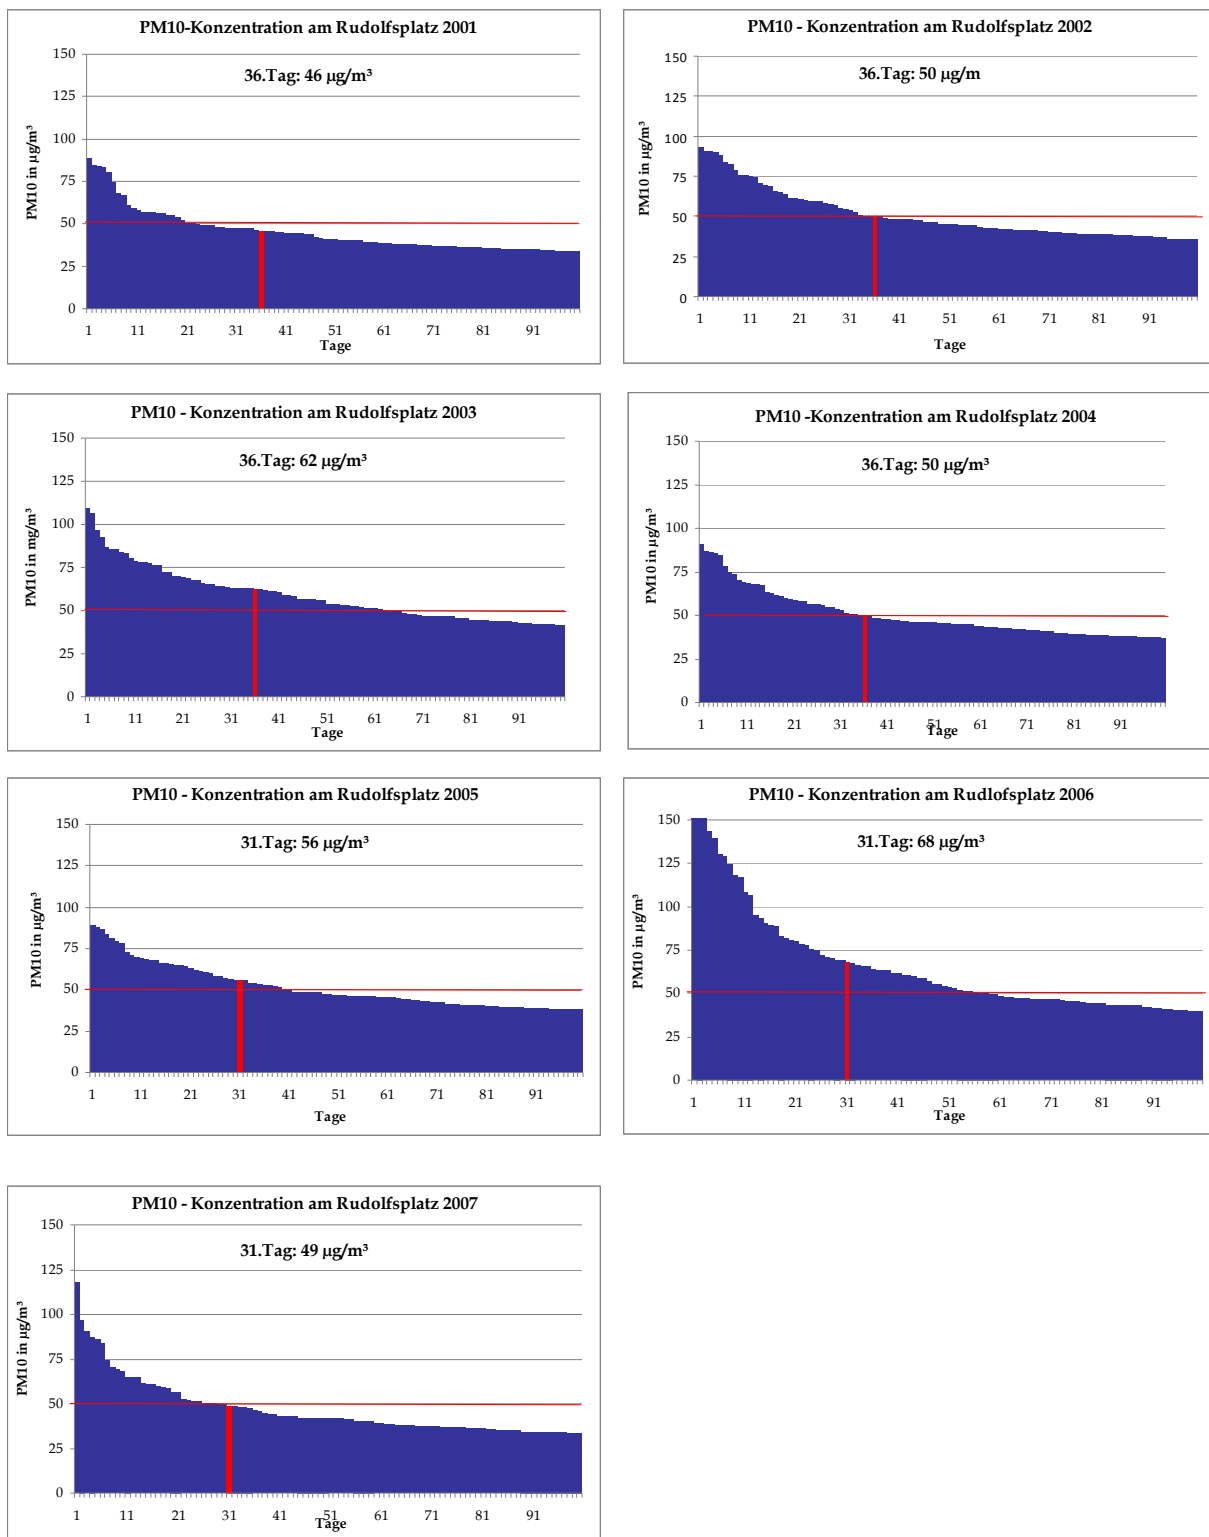 PM10-Konzentration am Rudolfsplatz 2001
36.Tag: 46 µg/m³
PM10 in µg/m³
150
125
100
75
50
25
0
1 11 21 31 41 51 61 71 81 91
Tage
PM10 - Konzentration am Rudolfsplatz 2002
36.Tag: 50 µg/m
PM10 in µg/m³
150
125
100
75
50
25
0
1 11 21 31 41 51 61 71 81 91
Tage
PM10 - Konzentration am Rudolfsplatz 2003
36.Tag: 62 µg/m³
PM10 in mg/m³
150
125
100
75
50
25
0
1 11 21 31 41 51 61 71 81 91
Tage
PM10 -Konzentration am Rudolfsplatz 2004
36.Tag: 50 µg/m³
PM10 in µg/m³
150
125
100
75
50
25
0
1 11 21 31 41 51 61 71 81 91
Tage
PM10 - Konzentration am Rudolfsplatz 2005
31.Tag: 56 µg/m³
PM10 in µg/m³
150
125
100
75
50
25
0
1 11 21 31 41 51 61 71 81 91
Tage
PM10 - Konzentration am Rudlofsplatz 2006
31.Tag: 68 µg/m³
PM10 in µg/m³
150
125
100
75
50
25
0
1 11 21 31 41 51 61 71 81 91
Tage
PM10 - Konzentration am Rudolfsplatz 2007
31.Tag: 49 µg/m³
PM10 in µg/m³
150
125
100
75
50
25
0
1 11 21 31 41 51 61 71 81 91
Tage